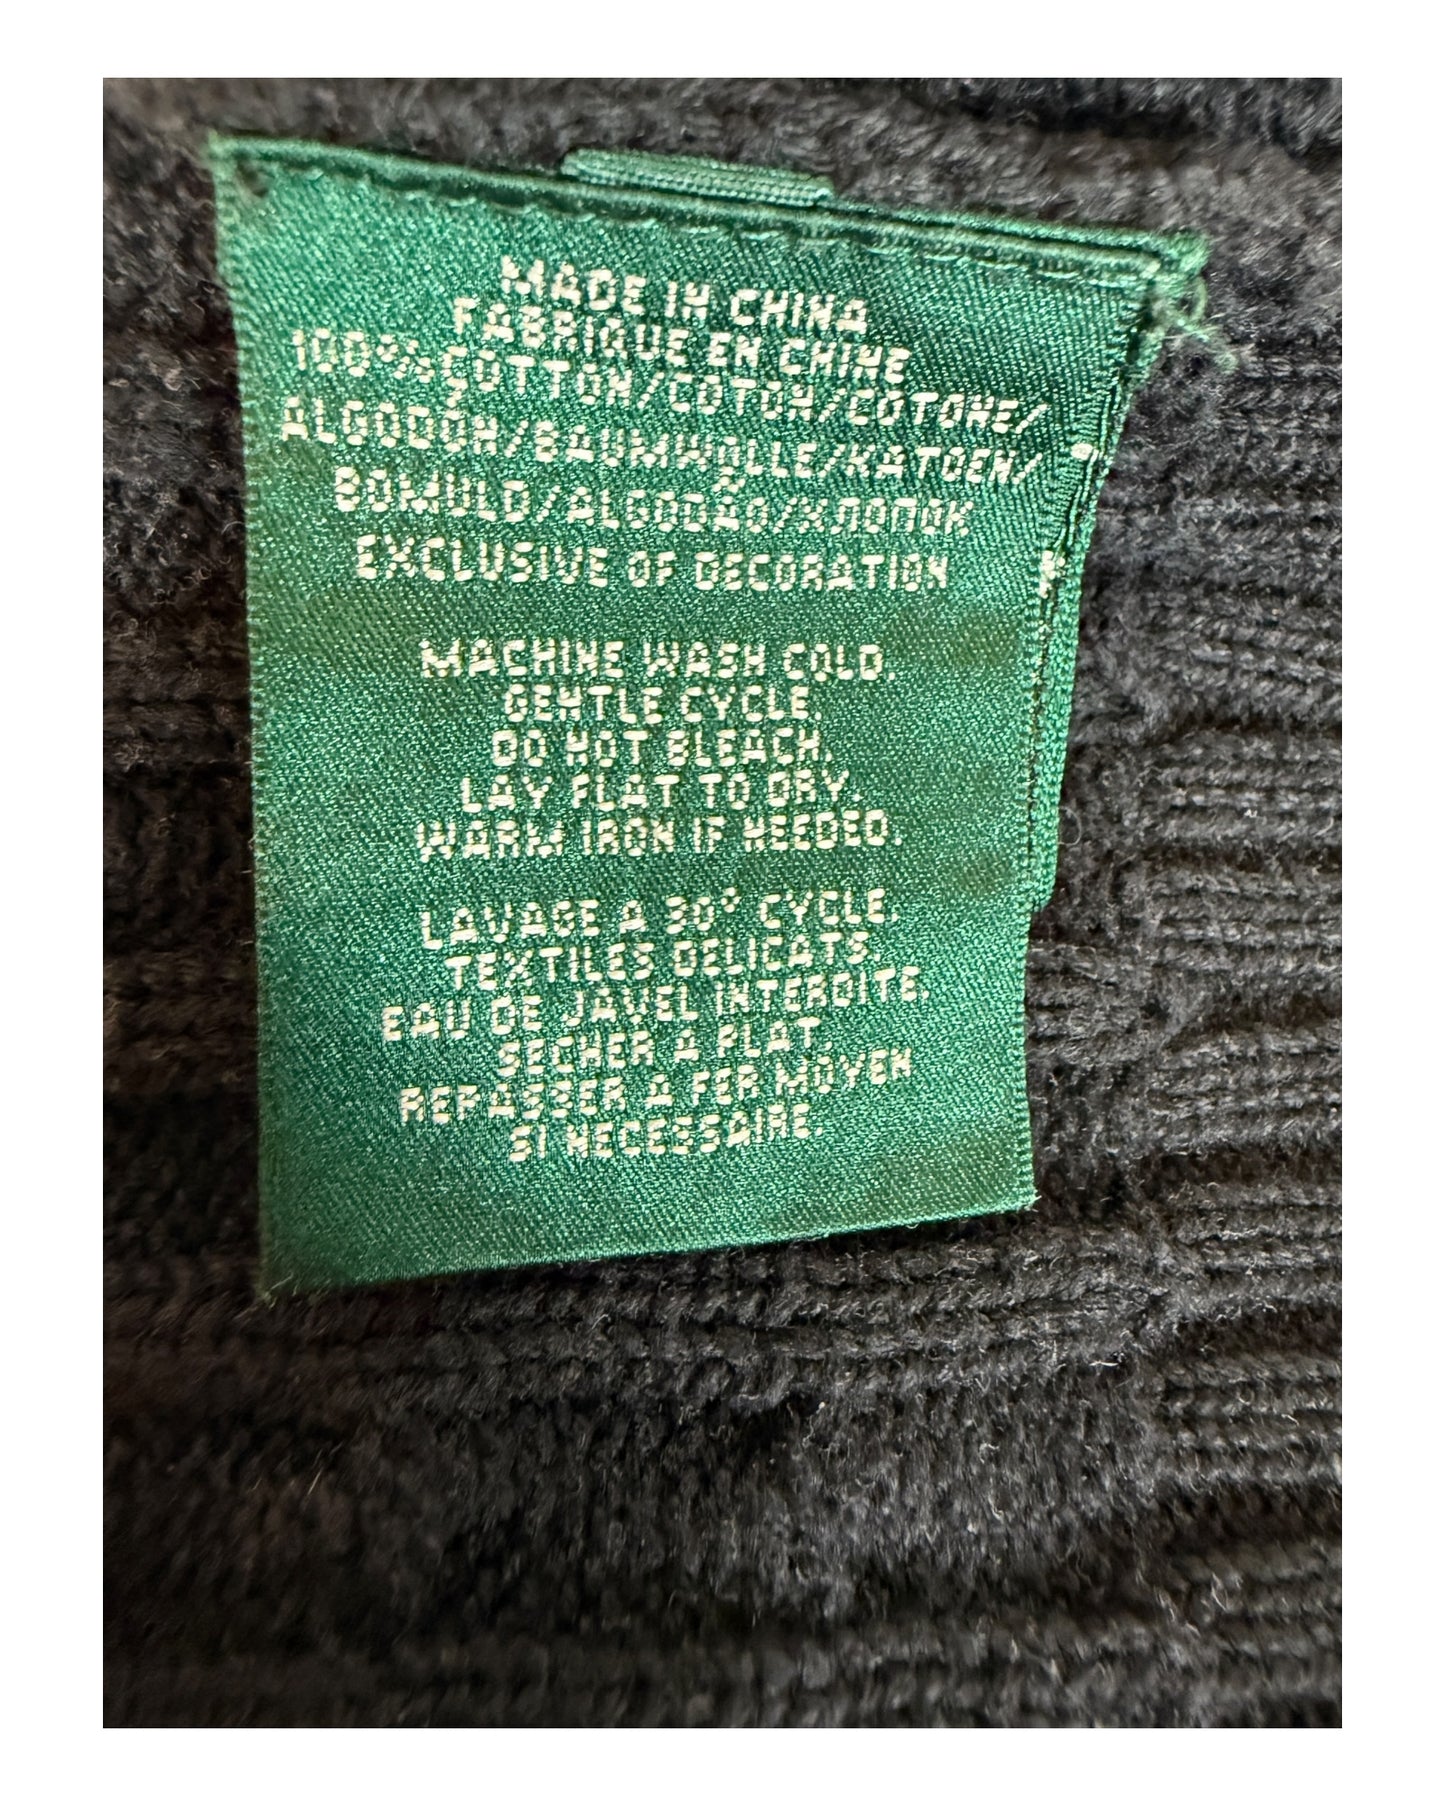 MADE IN CHINA
FABRIQUE EN CHINE
100% COTTON/COTON/COTONE/
ALGODÓN/BAUMWOLLE/KATOEN/
BOMULD/ALGODÃO/ХЛОПОК
EXCLUSIVE OF DECORATION
MACHINE WASH COLD.
GENTLE CYCLE.
DO NOT BLEACH.
LAY FLAT TO DRY.
WARM IRON IF NEEDED.
LAVAGE A 30° CYCLE.
TEXTILES DELICATS.
EAU DE JAVEL INTERDITE.
SECHER A PLAT.
REPASSER A FER MOYEN
SI NECESSAIRE.